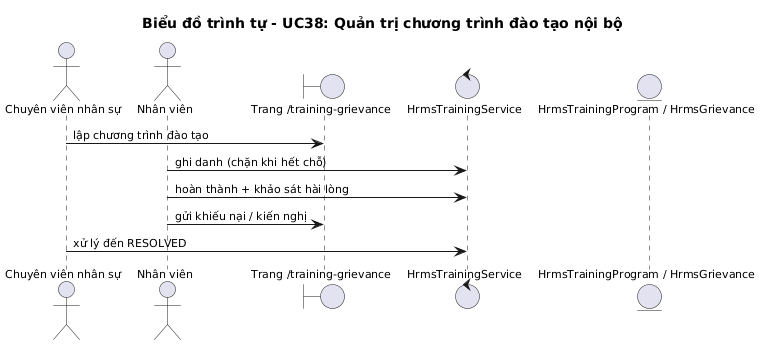 Biểu đồ trình tự - UC38: Quản trị chương trình đào tạo nội bộ
Chuyên viên nhân sự
Nhân viên
Trang /training-grievance
HrmsTrainingService
HrmsTrainingProgram / HrmsGrievance
lập chương trình đào tạo
ghi danh (chặn khi hết chỗ)
hoàn thành + khảo sát hài lòng
gửi khiếu nại / kiến nghị
xử lý đến RESOLVED
Chuyên viên nhân sự
Nhân viên
Trang /training-grievance
HrmsTrainingService
HrmsTrainingProgram / HrmsGrievance